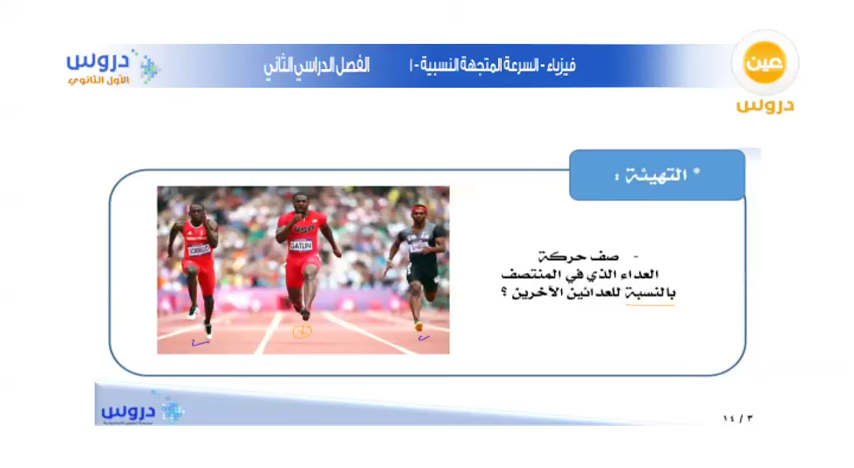 دروس
الأول الثانوي
فيزياء - السرعة المتجهة النسبية - ١
الفصل الدراسي الثاني
عين
دروس
* التهيئة :
- صف حركة
العداء الذي في المنتصف
بالنسبة للعدائين الآخرين ؟
GATLIN
دروس
١٤ / ٣